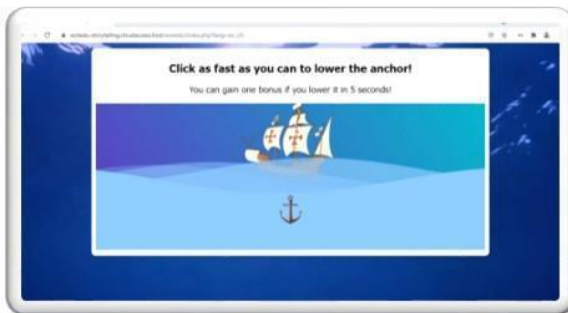 Click as fast as you can to lower the anchor!
You can gain one bonus if you lower it in 5 seconds!